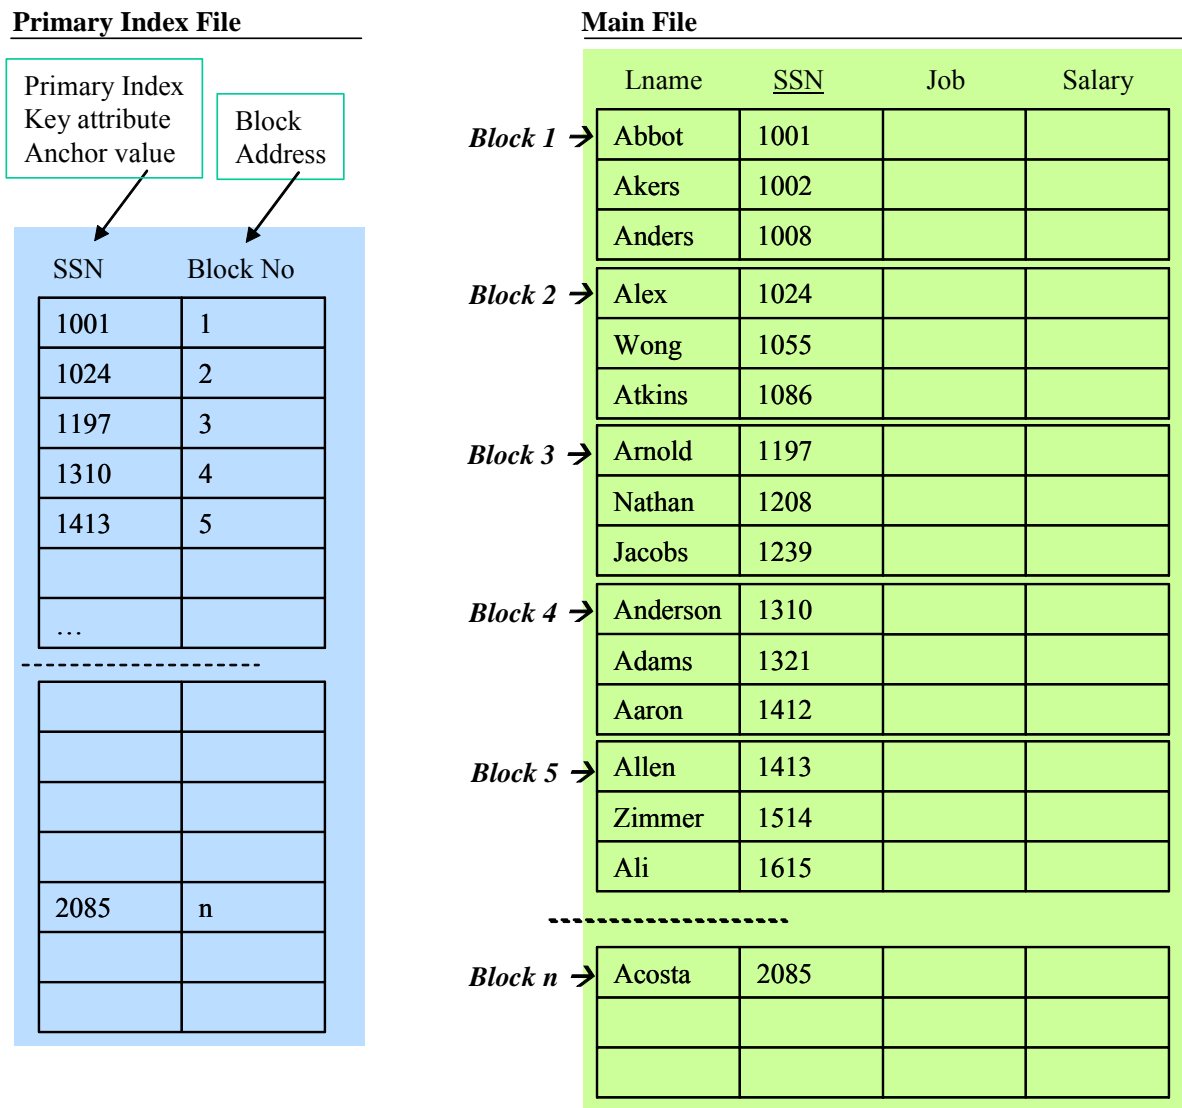 Primary Index File
Primary Index
Key attribute
Anchor value
Block
Address
SSN Block No
1001 1
1024 2
1197 3
1310 4
1413 5
…
2085 n
Main File
Lname SSN Job Salary
Block 1 → Abbot 1001
Akers 1002
Anders 1008
Block 2 → Alex 1024
Wong 1055
Atkins 1086
Block 3 → Arnold 1197
Nathan 1208
Jacobs 1239
Block 4 → Anderson 1310
Adams 1321
Aaron 1412
Block 5 → Allen 1413
Zimmer 1514
Ali 1615
Block n → Acosta 2085